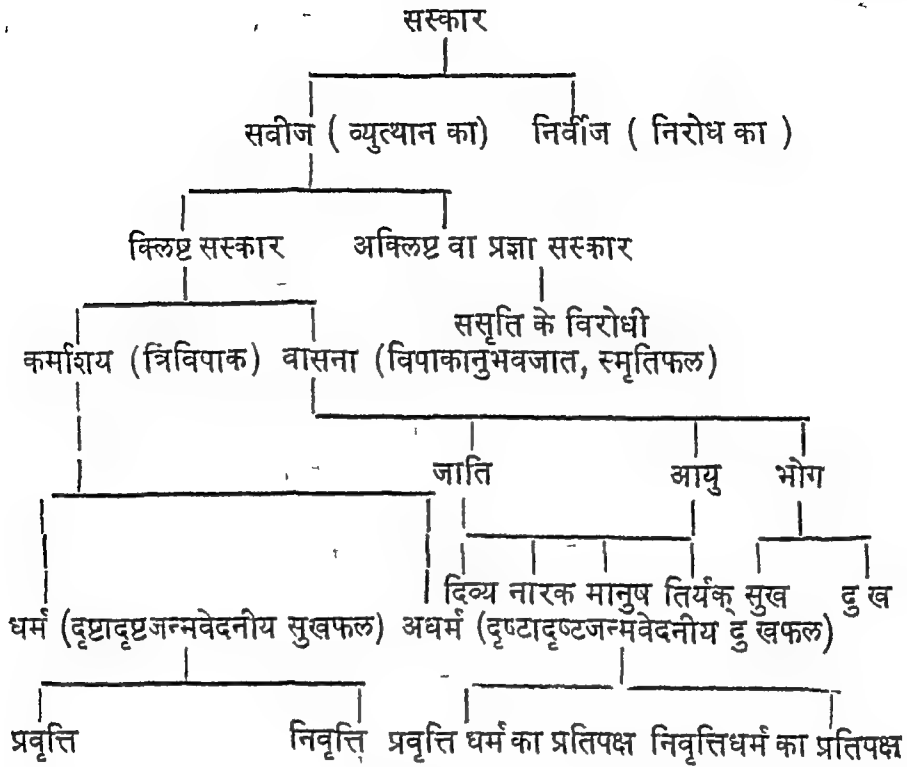 सस्कार
सवीज ( व्युत्थान का) निर्वीज ( निरोध का )
क्लिष्ट सस्कार अक्लिष्ट वा प्रज्ञा सस्कार
ससृति के विरोधी
कर्माशय (त्रिविपाक) वासना (विपाकानुभवजात, स्मृतिफल)
जाति आयु भोग
दिव्य नारक मानुष तिर्यक् सुख दु ख
धर्म (दृष्टादृष्टजन्मवेदनीय सुखफल) अधर्म (दृष्टादृष्टजन्मवेदनीय दु खफल)
प्रवृत्ति निवृत्ति प्रवृत्ति धर्म का प्रतिपक्ष निवृत्तिधर्म का प्रतिपक्ष